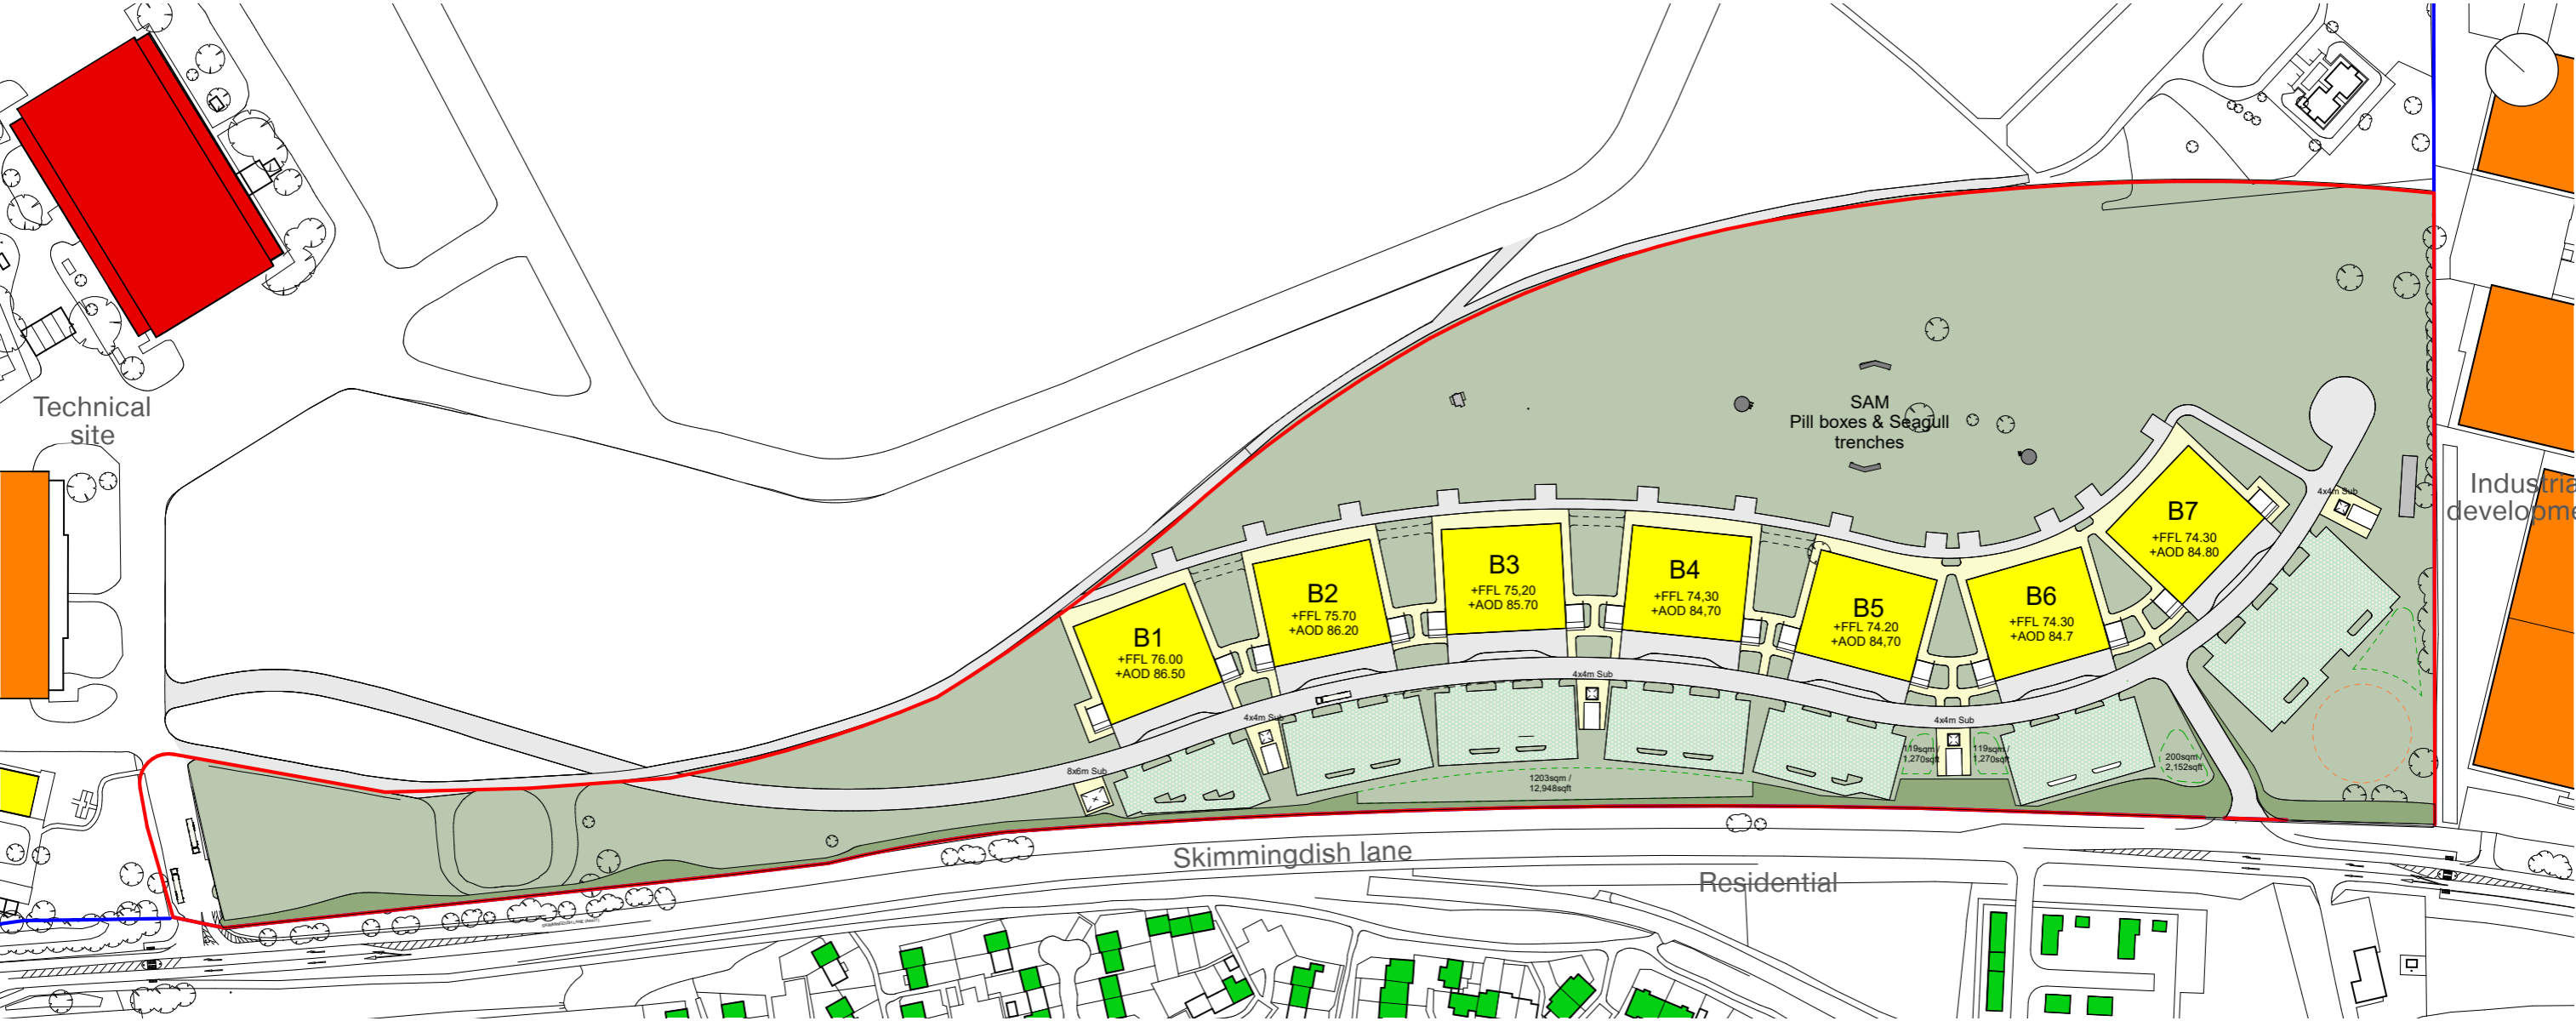 Technical
site
SAM
Pill boxes & Seagull
trenches
Industria
developme
B1
+FFL 76.00
+AOD 86.50
B2
+FFL 75.70
+AOD 86.20
B3
+FFL 75,20
+AOD 85.70
B4
+FFL 74,30
+AOD 84,70
B5
+FFL 74.20
+AOD 84,70
B6
+FFL 74.30
+AOD 84.7
B7
+FFL 74.30
+AOD 84.80
4x4m Sub
4x4m Sub
4x4m Sub
4x4m Sub
8x6m Sub
1203sqm /
12,948sqft
119sqm /
1,270sqft
119sqm /
1,270sqft
200sqm /
2,152sqft
Skimmingdish lane
Residential